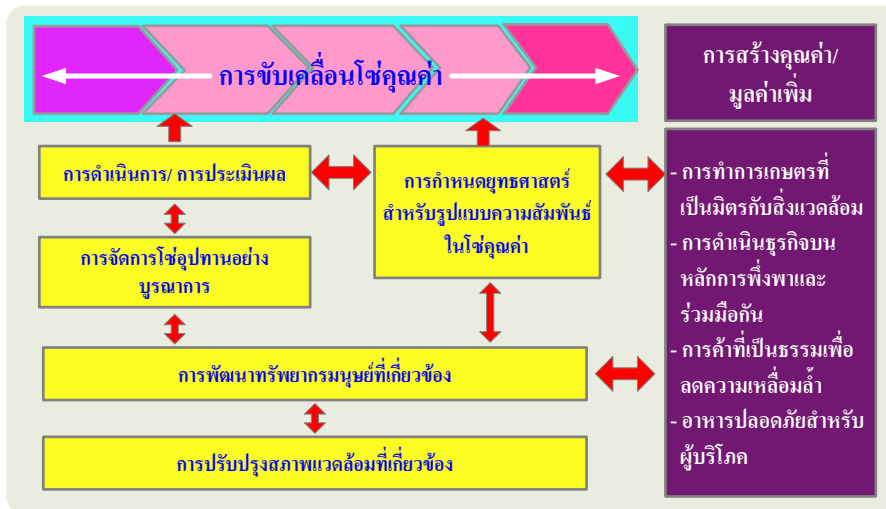 การขับเคลื่อนโซ่คุณค่า
การสร้างคุณค่า/
มูลค่าเพิ่ม
การดำเนินการ/ การประเมินผล
การกำหนดยุทธศาสตร์
สำหรับรูปแบบความสัมพันธ์
ในโซ่คุณค่า
การจัดการโซ่อุปทานอย่าง
บูรณาการ
การพัฒนาทรัพยากรมนุษย์ที่เกี่ยวข้อง
การปรับปรุงสภาพแวดล้อมที่เกี่ยวข้อง
- การทำการเกษตรที่
เป็นมิตรกับสิ่งแวดล้อม
- การดำเนินธุรกิจบน
หลักการพึ่งพาและ
ร่วมมือกัน
- การค้าที่เป็นธรรมเพื่อ
ลดความเหลื่อมล้ำ
- อาหารปลอดภัยสำหรับ
ผู้บริโภค